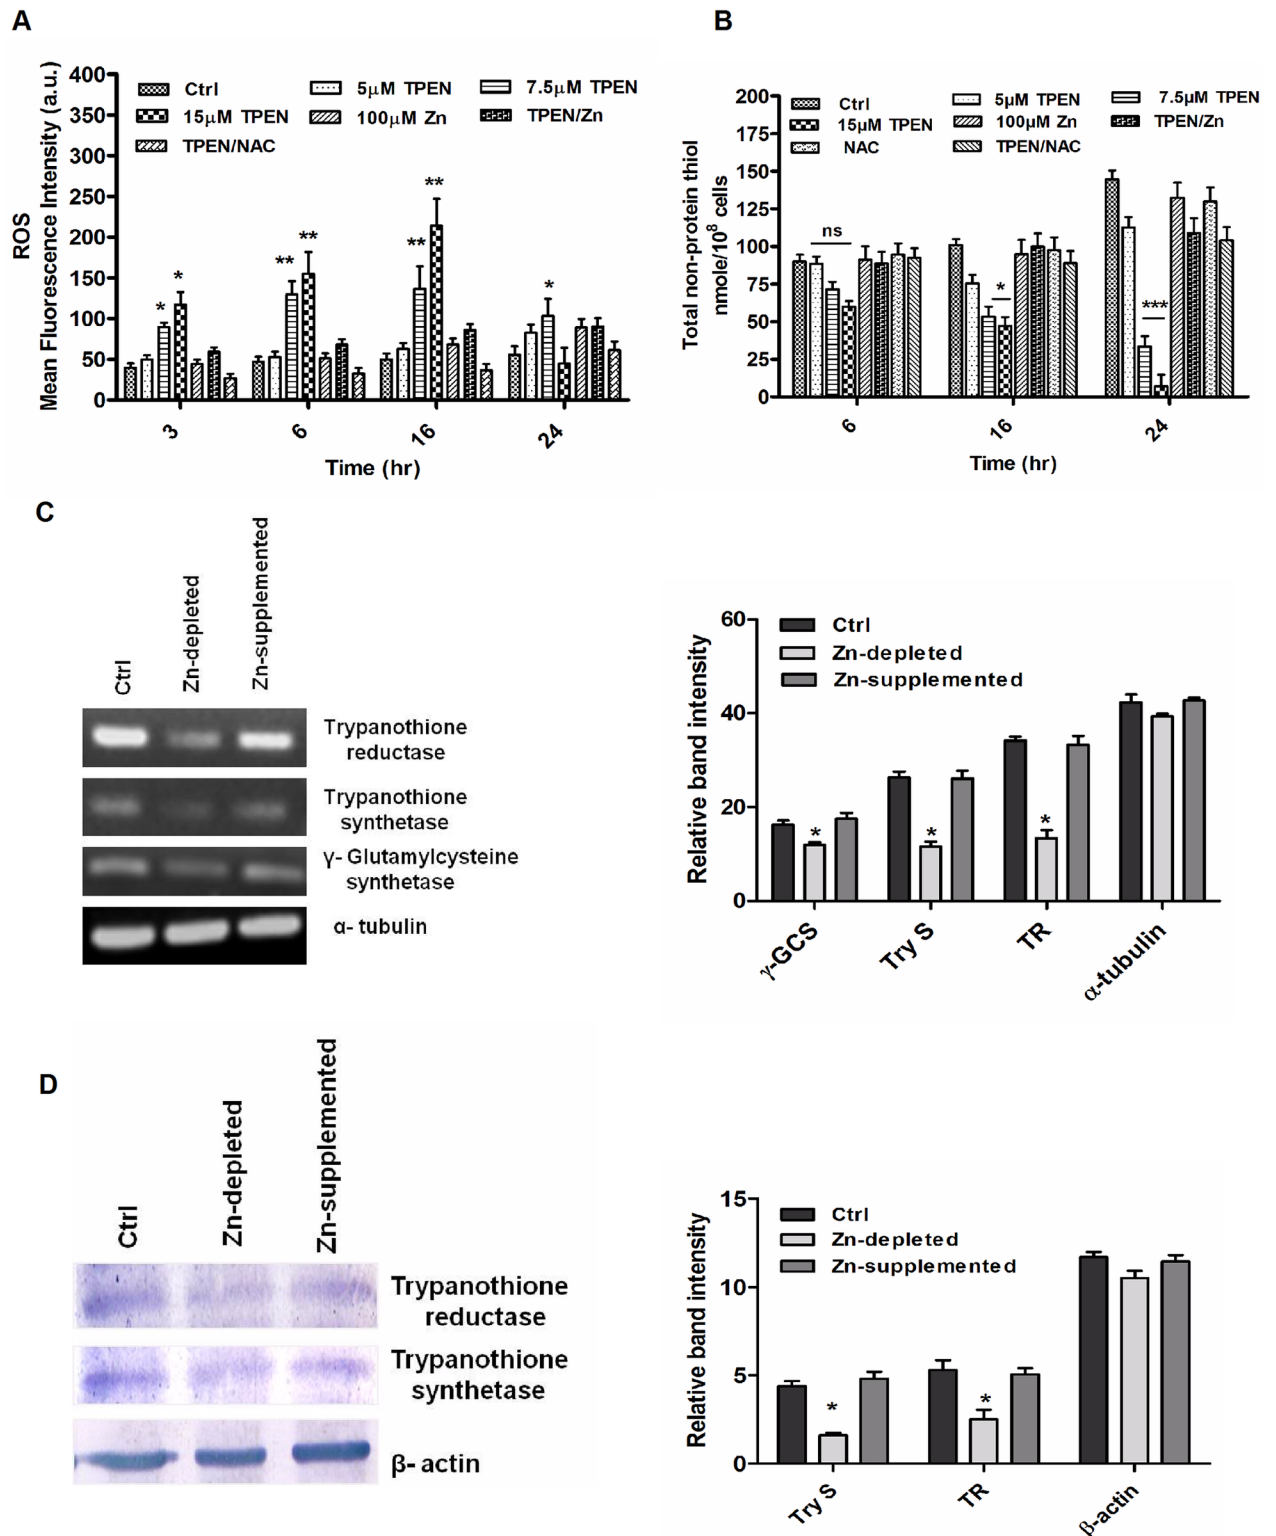 A
ROS
Mean Fluorescence Intensity (a.u.)
400
350
300
250
200
150
100
50
0
Ctrl
5μM TPEN
7.5μM TPEN
15μM TPEN
100μM Zn
TPEN/Zn
TPEN/NAC
*
*
**
**
**
**
*
3
6
16
24
Time (hr)
B
Total non-protein thiol
nmole/10⁸ cells
200
175
150
125
100
75
50
25
0
Ctrl
5μM TPEN
7.5μM TPEN
15μM TPEN
100μM Zn
TPEN/Zn
NAC
TPEN/NAC
ns
*
***
6
16
24
Time (hr)
C
Ctrl
Zn-depleted
Zn-supplemented
Trypanothione
reductase
Trypanothione
synthetase
γ- Glutamylcysteine
synthetase
α- tubulin
Relative band intensity
60
40
20
0
Ctrl
Zn-depleted
Zn-supplemented
*
*
*
γ-GCS
Try S
TR
α-tubulin
D
Ctrl
Zn-depleted
Zn-supplemented
Trypanothione
reductase
Trypanothione
synthetase
β- actin
Relative band intensity
15
10
5
0
Ctrl
Zn-depleted
Zn-supplemented
*
*
Try S
TR
β-actin